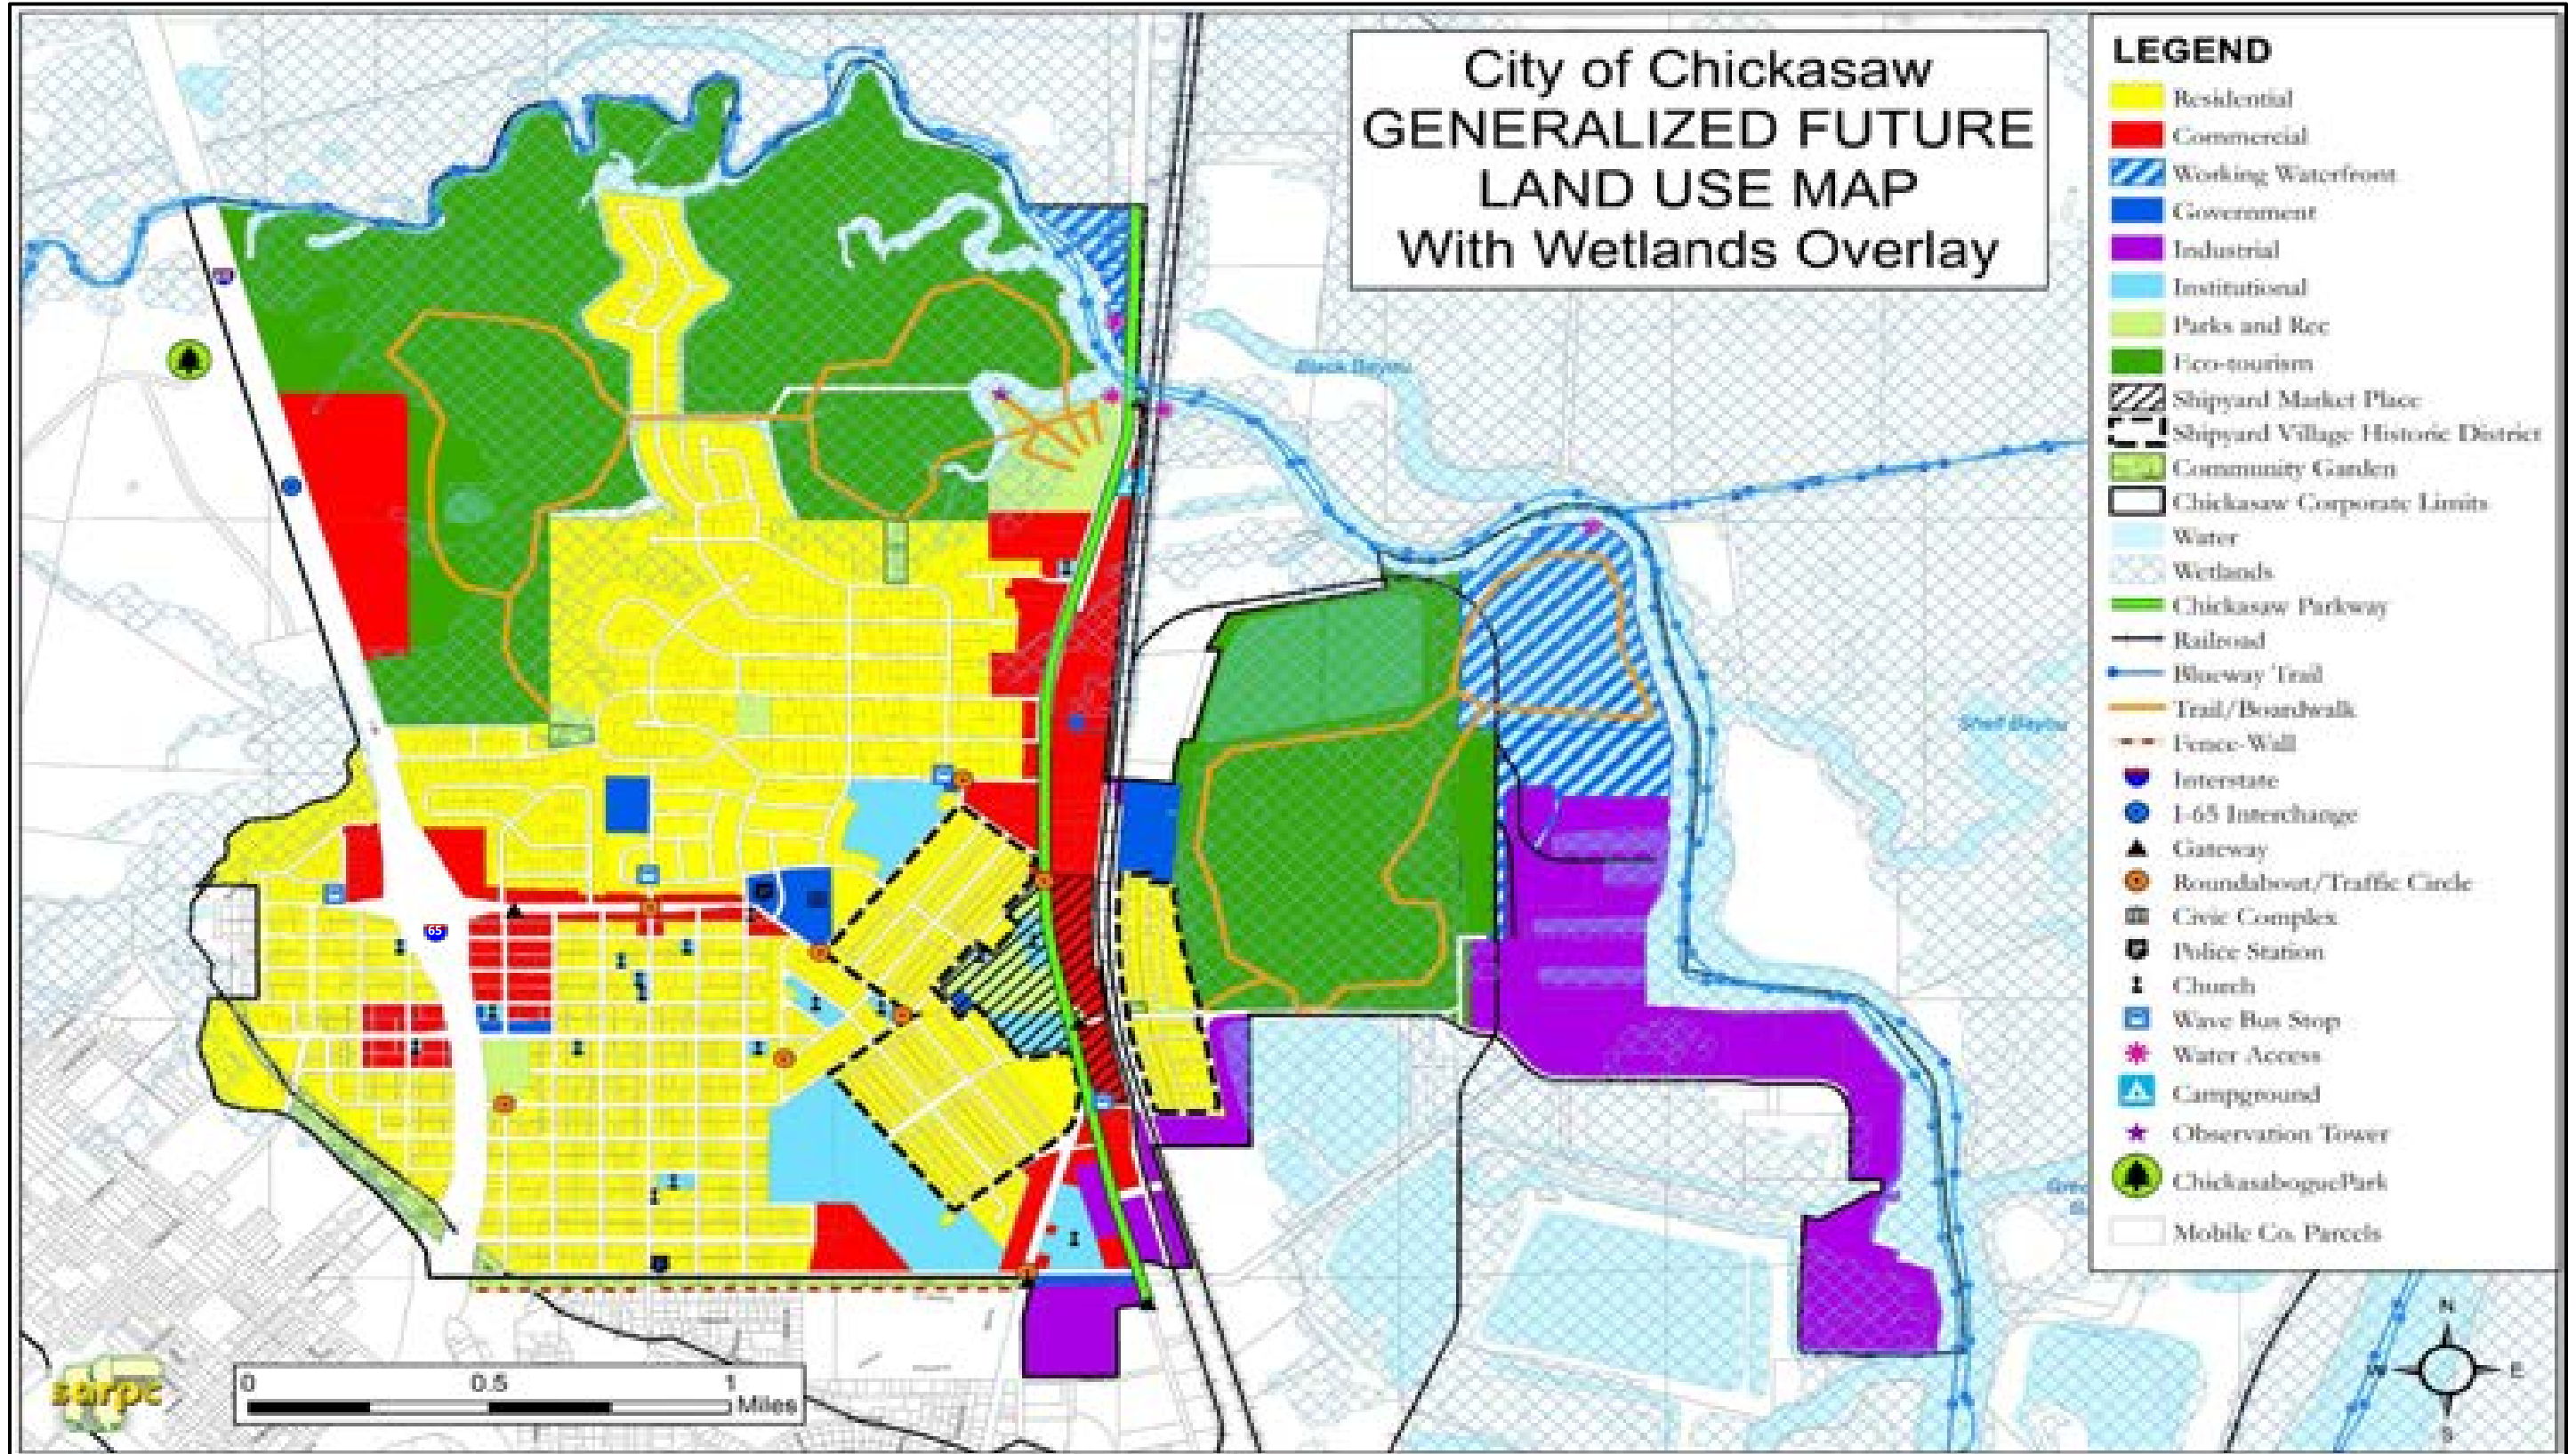 City of Chickasaw
GENERALIZED FUTURE
LAND USE MAP
With Wetlands Overlay
LEGEND
Residential
Commercial
Working Waterfront
Government
Industrial
Institutional
Parks and Rec
Eco-tourism
Shipyard Market Place
Shipyard Village Historic District
Community Garden
Chickasaw Corporate Limits
Water
Wetlands
Chickasaw Parkway
Railroad
Blueway Trail
Trail/Boardwalk
Fence-Wall
Interstate
I-65 Interchange
Gateway
Roundabout/Traffic Circle
Civic Complex
Police Station
Church
Wave Bus Stop
Water Access
Campground
Observation Tower
ChickasaboguePark
Mobile Co. Parcels
Black Bayou
Shell Bayou
65
sarpc
0 0.5 1
Miles
N
W E
S